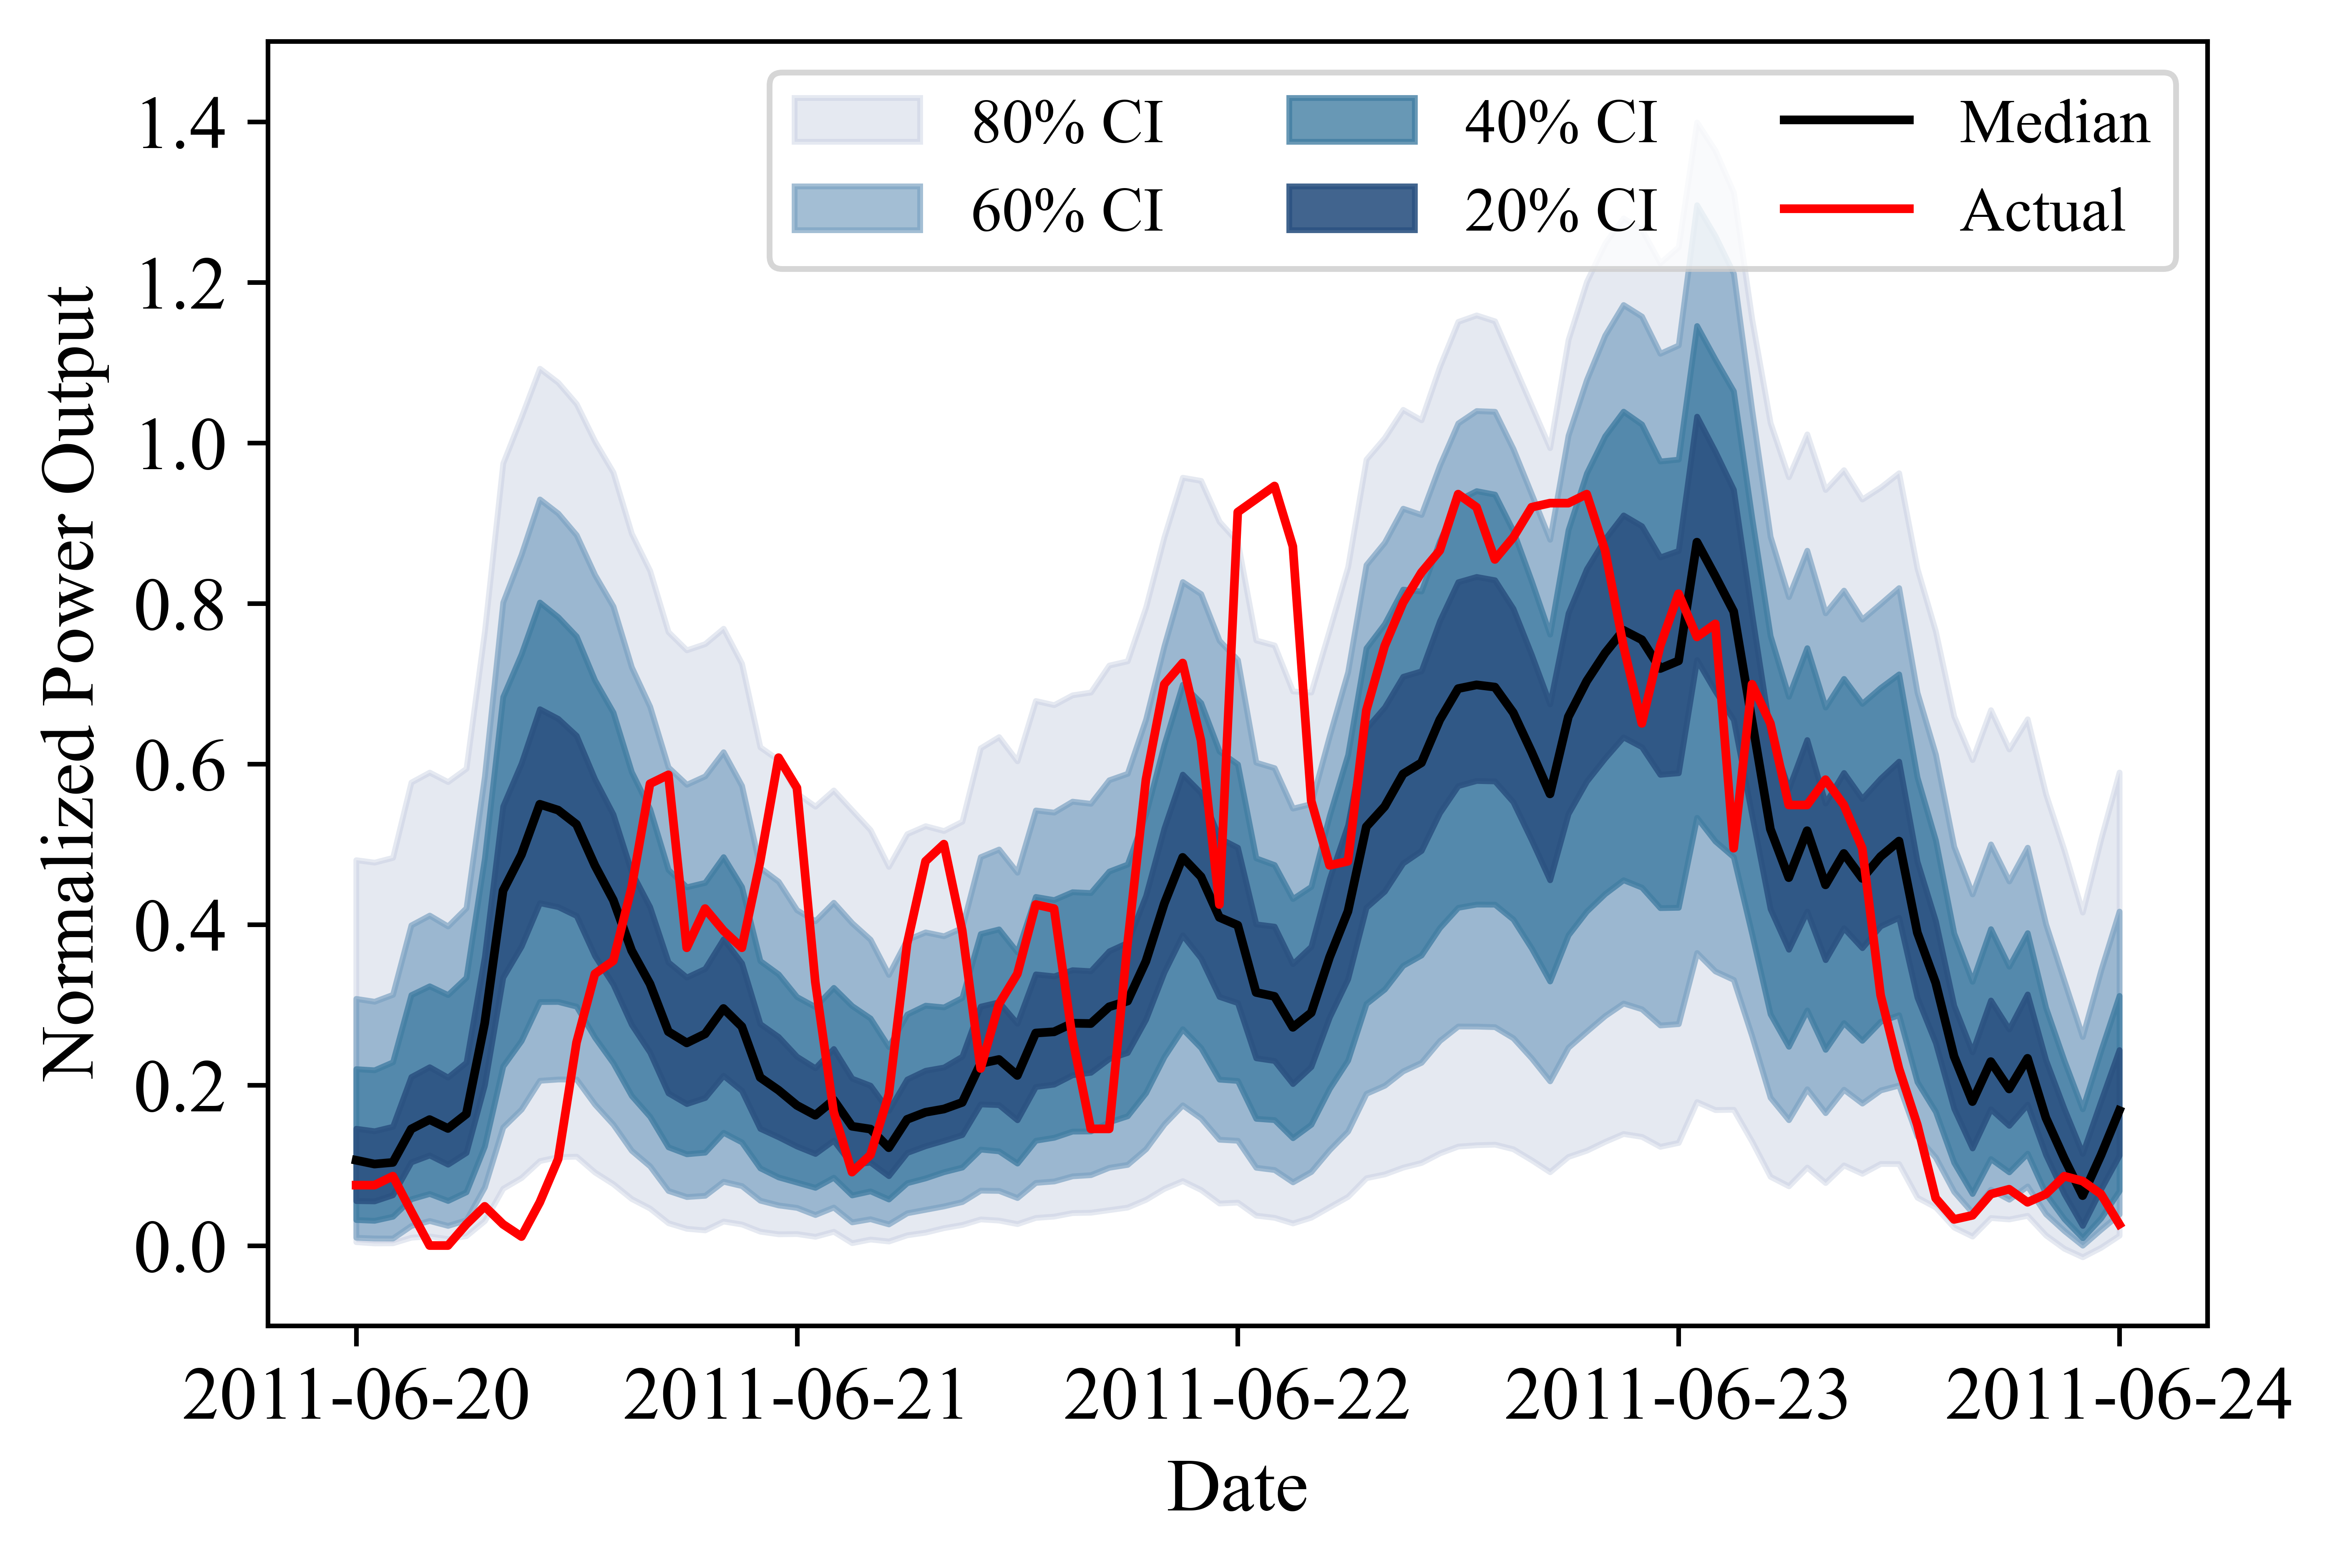 80% CI
60% CI
40% CI
20% CI
Median
Actual
Normalized Power Output
1.4
1.2
1.0
0.8
0.6
0.4
0.2
0.0
2011-06-20 2011-06-21 2011-06-22 2011-06-23 2011-06-24
Date